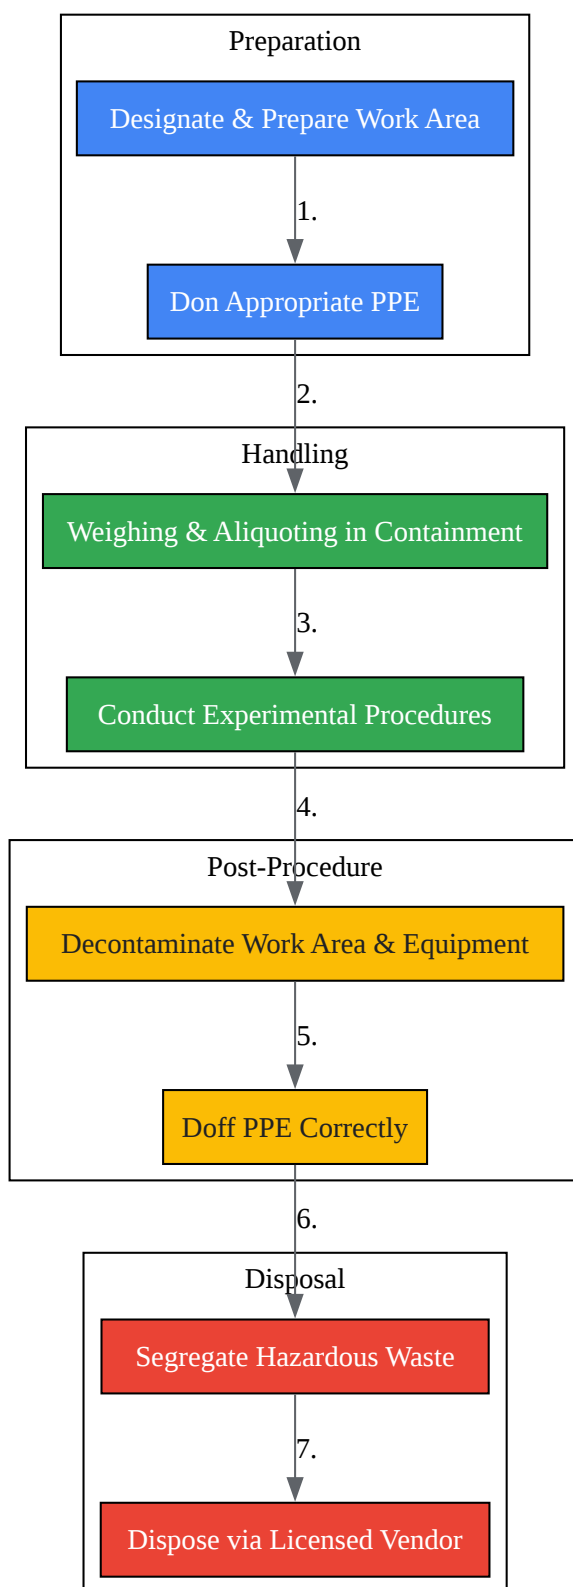 Preparation
Designate & Prepare Work Area
1.
Don Appropriate PPE
2.
Handling
Weighing & Aliquoting in Containment
3.
Conduct Experimental Procedures
4.
Post-Procedure
Decontaminate Work Area & Equipment
5.
Doff PPE Correctly
6.
Disposal
Segregate Hazardous Waste
7.
Dispose via Licensed Vendor